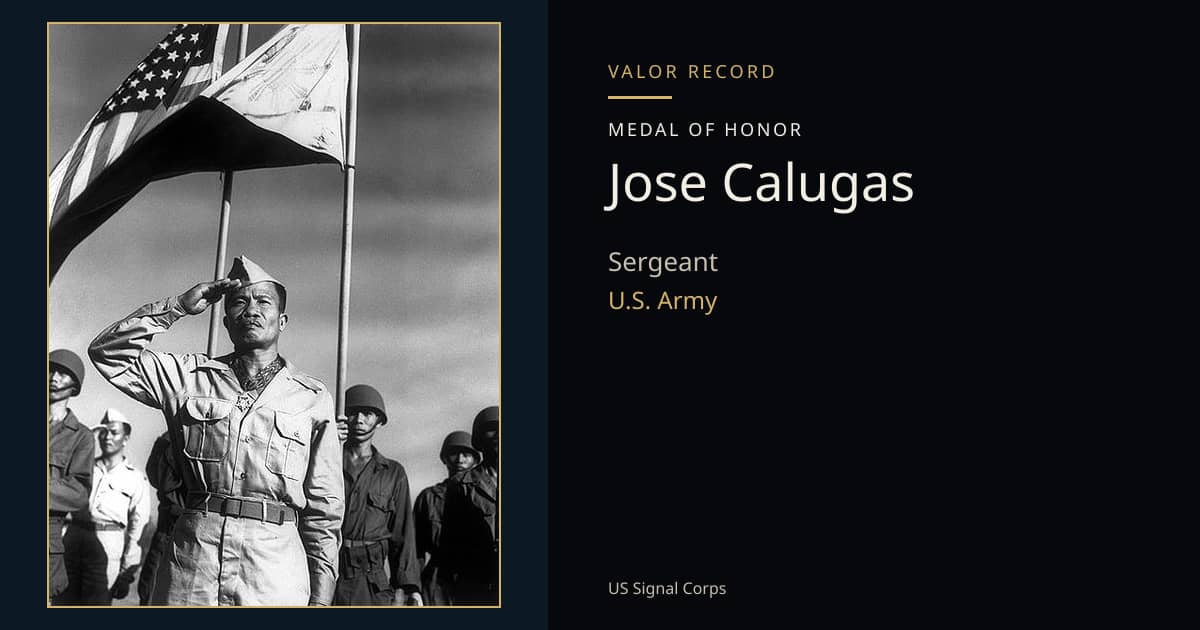 VALOR RECORD
MEDAL OF HONOR
Jose Calugas
Sergeant
U.S. Army
US Signal Corps